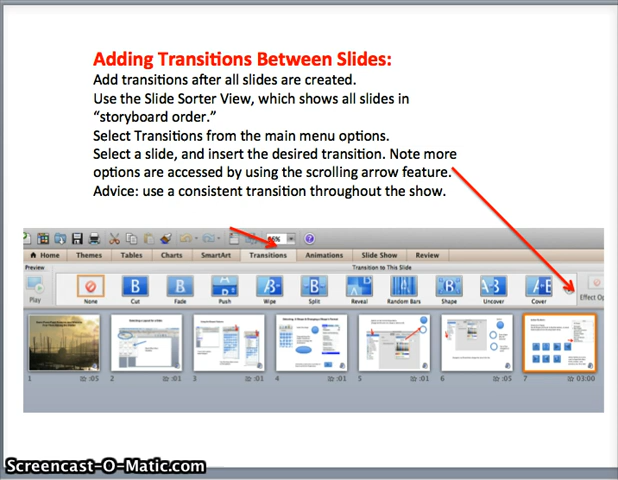 Adding Transitions Between Slides:
Add transitions after all slides are created.
Use the Slide Sorter View, which shows all slides in
“storyboard order.”
Select Transitions from the main menu options.
Select a slide, and insert the desired transition. Note more
options are accessed by using the scrolling arrow feature.
Advice: use a consistent transition throughout the show.
Home Themes Tables Charts SmartArt Transitions Animations Slide Show Review
Preview Transition to This Slide
Play None Cut Fade Push Wipe Split Reveal Random Bars Shape Uncover Cover Effect Op
1 :05 2 :01 3 :01 4 :01 5 :01 6 :05 7 03:00
Screencast-O-Matic.com